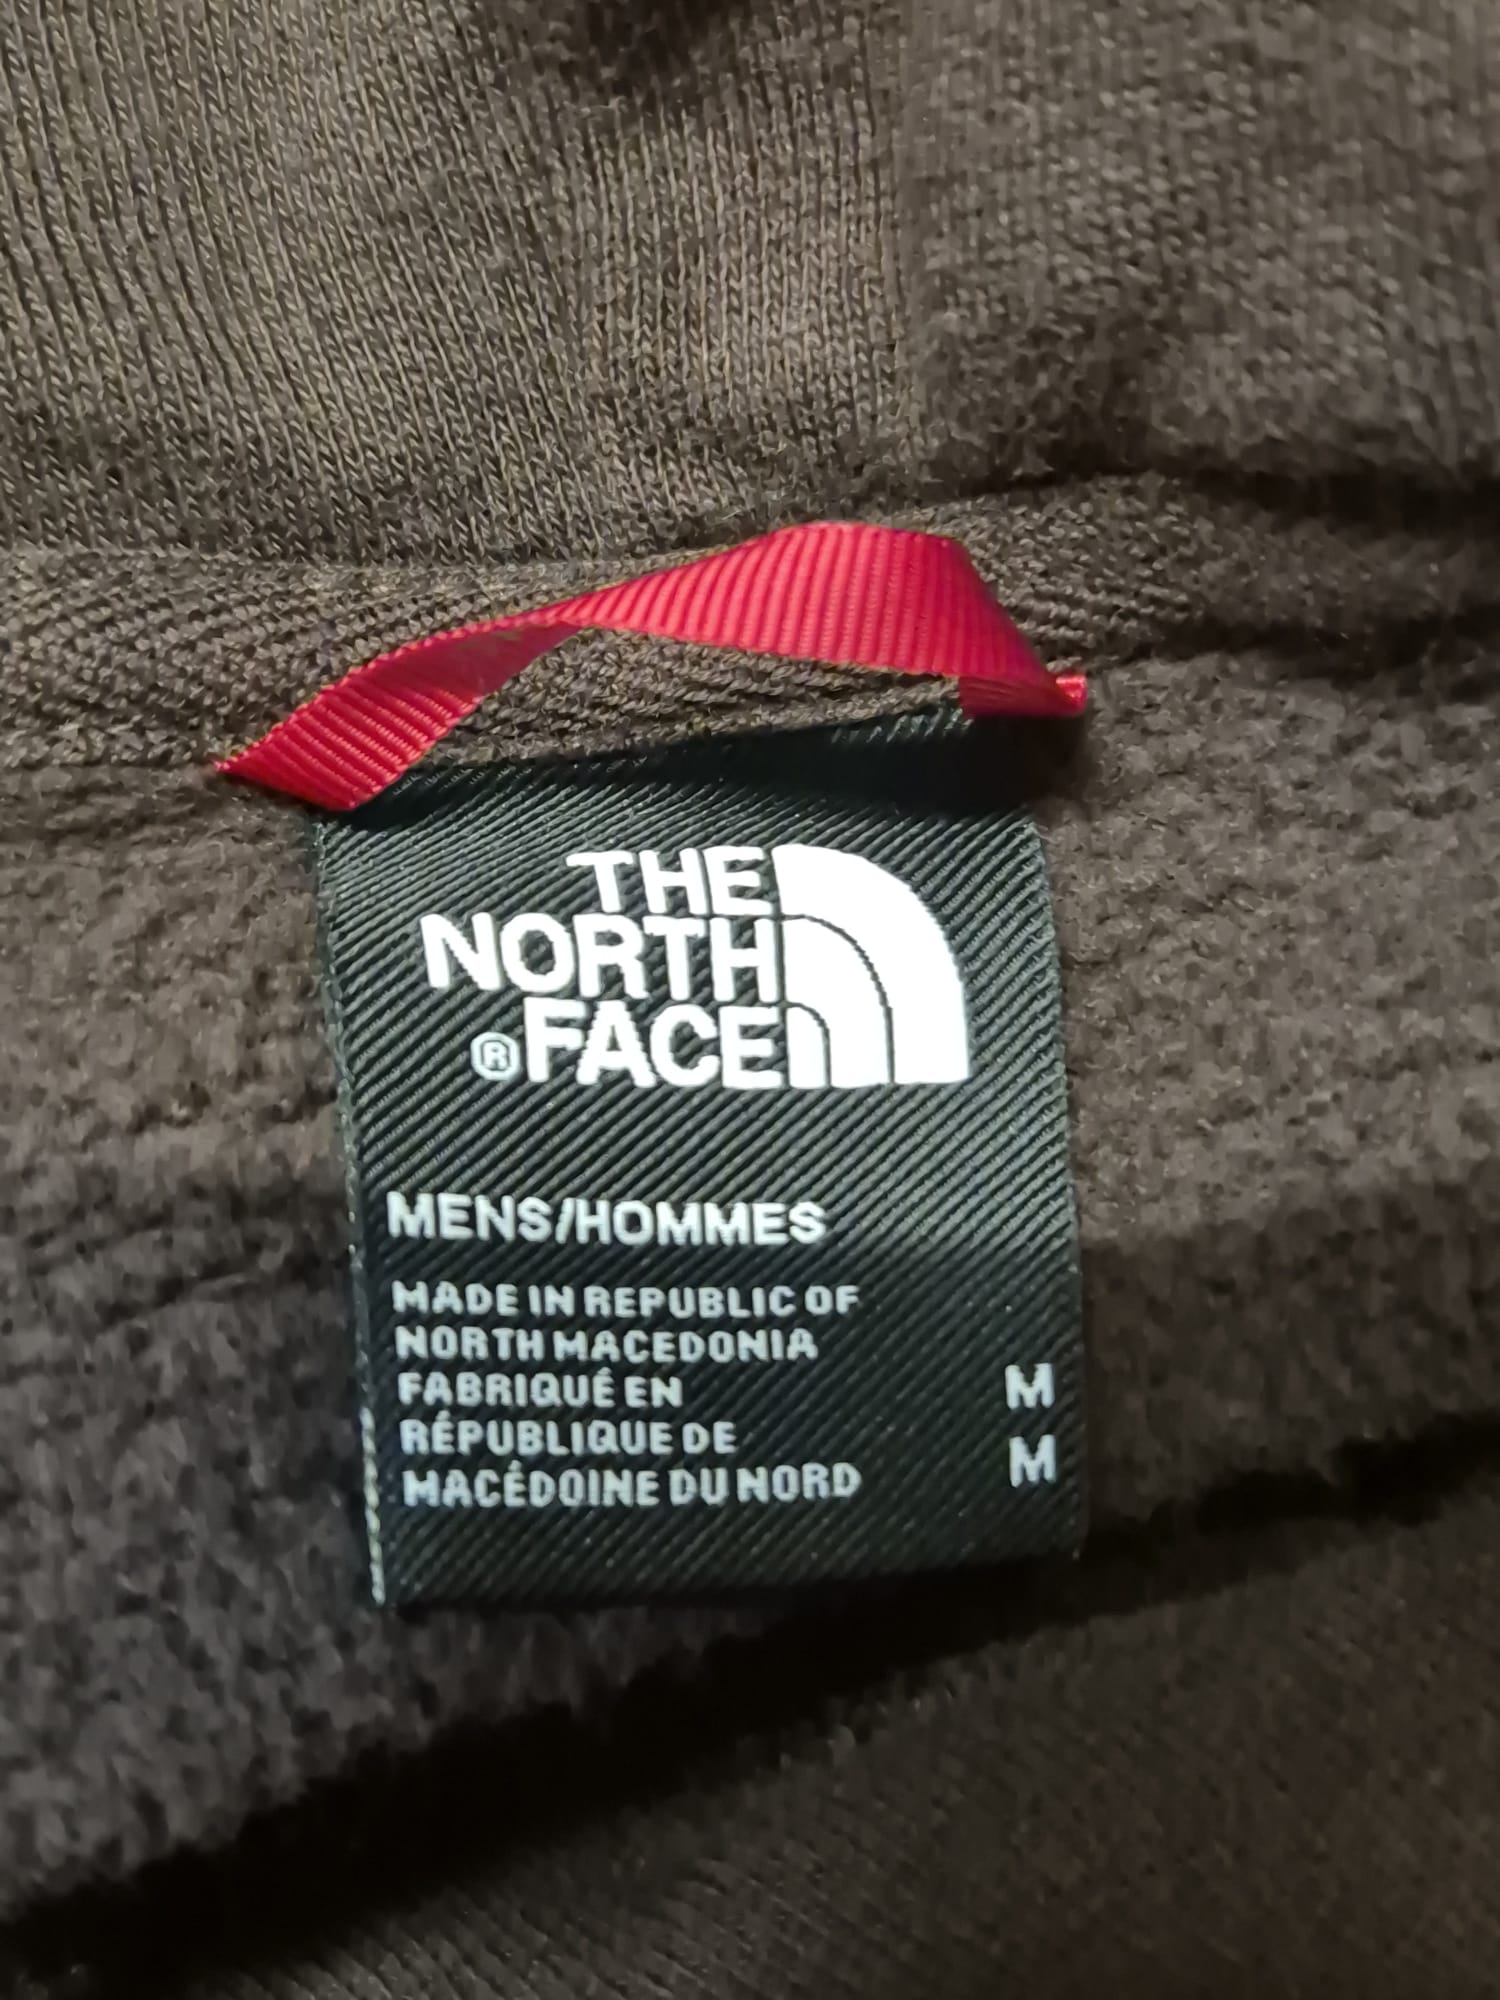 THE
NORTH
®FACE
MENS/HOMMES
MADE IN REPUBLIC OF
NORTH MACEDONIA
FABRIQUÉ EN M
RÉPUBLIQUE DE
MACÉDOINE DU NORD M